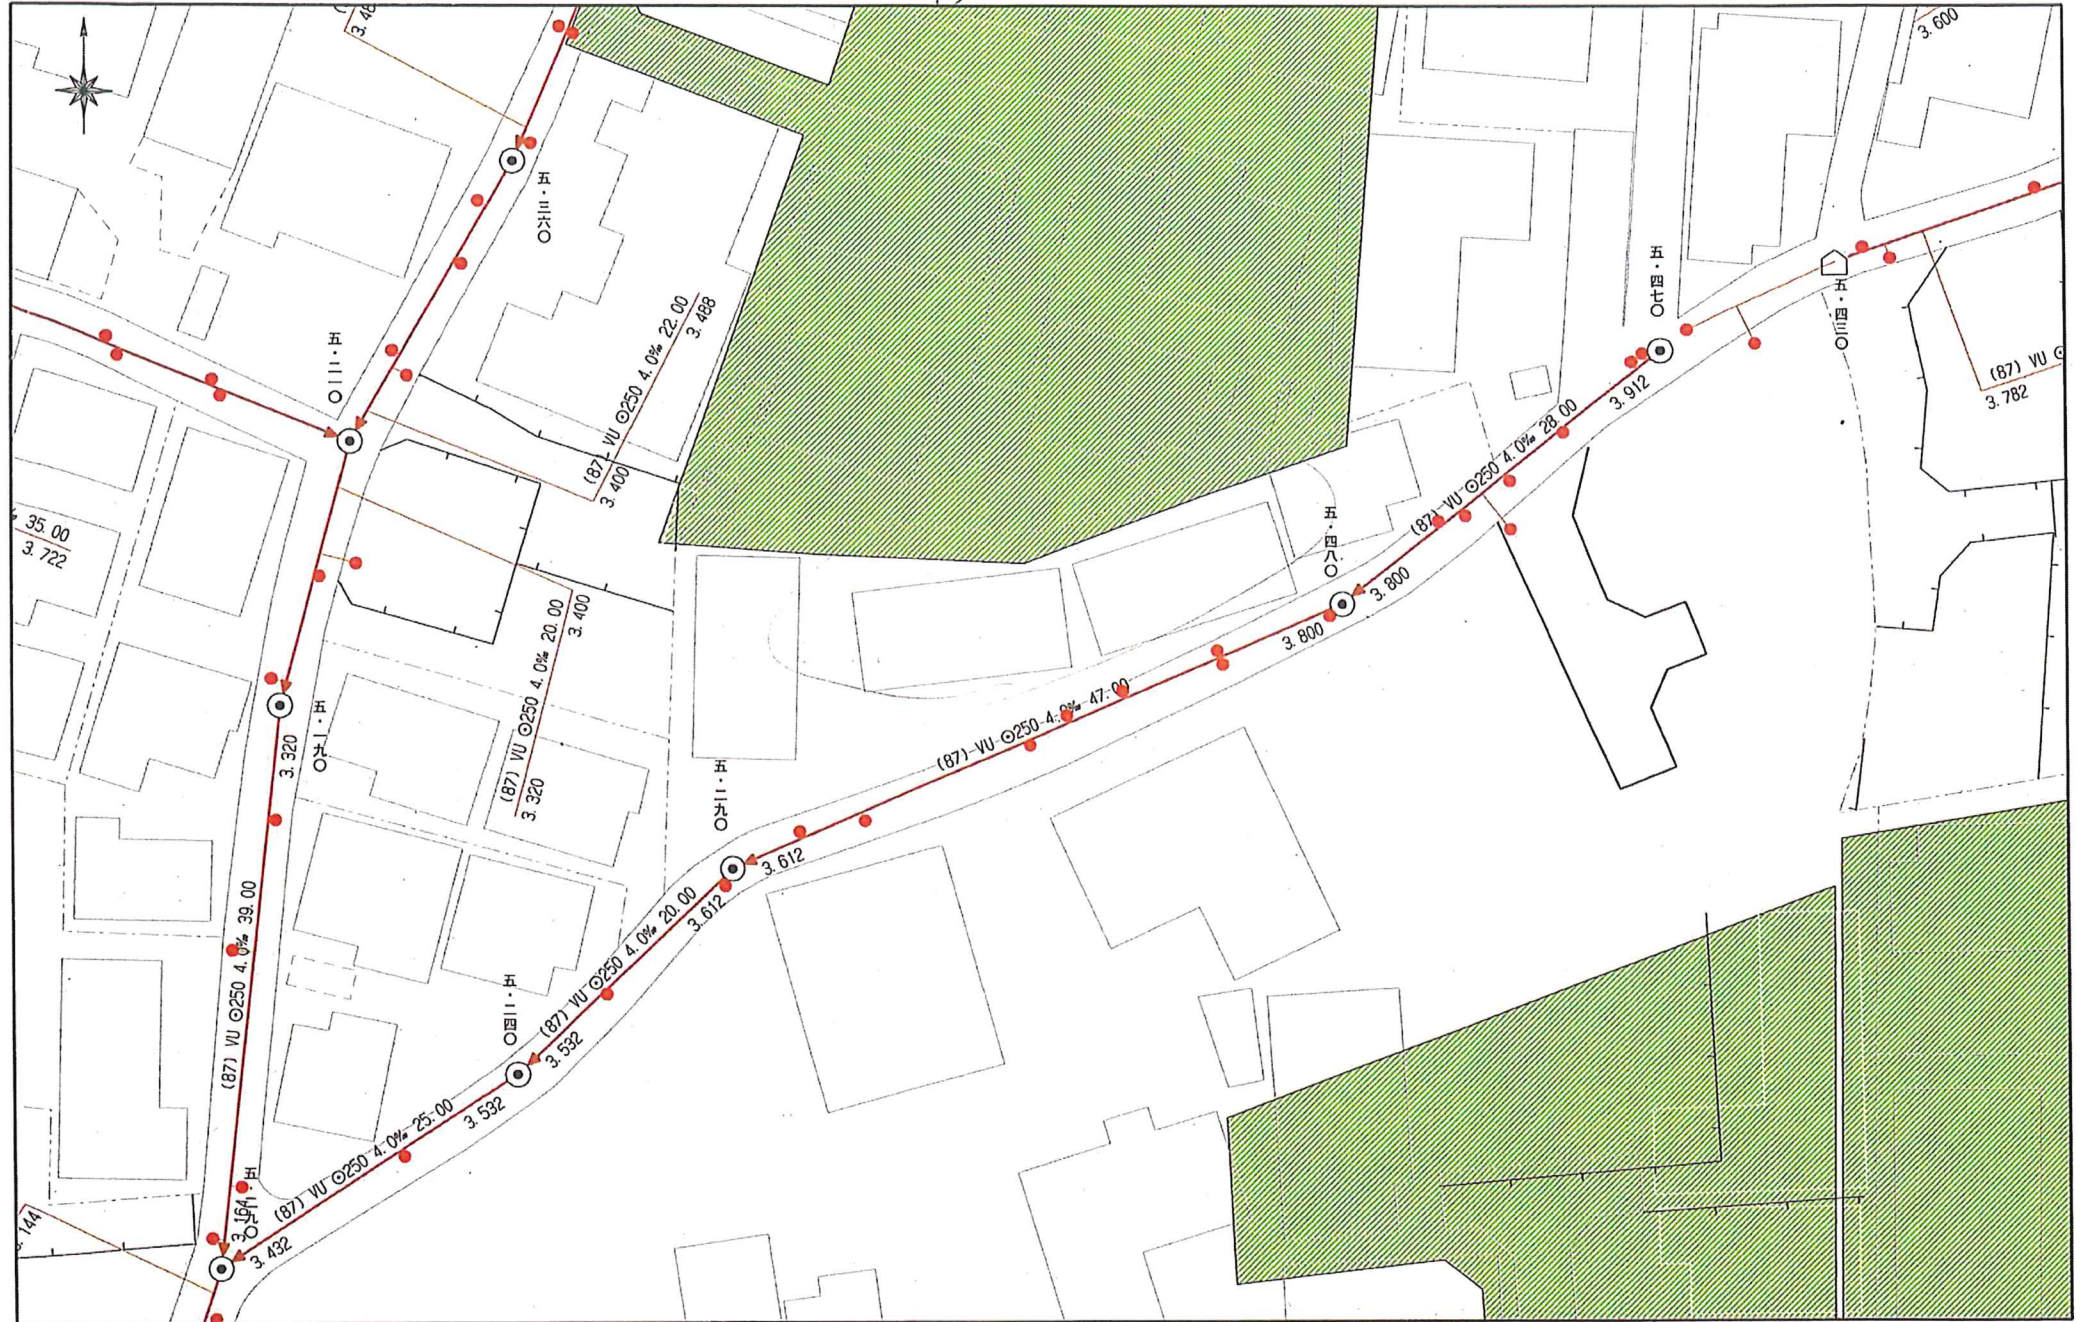 3. 48
3. 600
五・三六〇
五・四七〇
五・四三〇
(87) VU ⊙250 4. 0‰ 22. 00
3. 488
3. 400
五・二一〇
(87) VU ⊙
3. 782
3. 912
(87) VU ⊙250 4. 0‰ 28. 00
3. 800
五・四八〇
35. 00
3. 722
3. 800
(87) VU ⊙250 4. 0‰ 47. 00
3. 612
五・二九〇
(87) VU ⊙250 4. 0‰ 20. 00
3. 400
3. 320
五・一九〇
3. 320
(87) VU ⊙250 4. 0‰ 39. 00
3. 164
(87) VU ⊙250 4. 0‰ 20. 00
3. 612
3. 532
五・二四〇
(87) VU ⊙250 4. 0‰ 25. 00
3. 532
3. 432
. 144